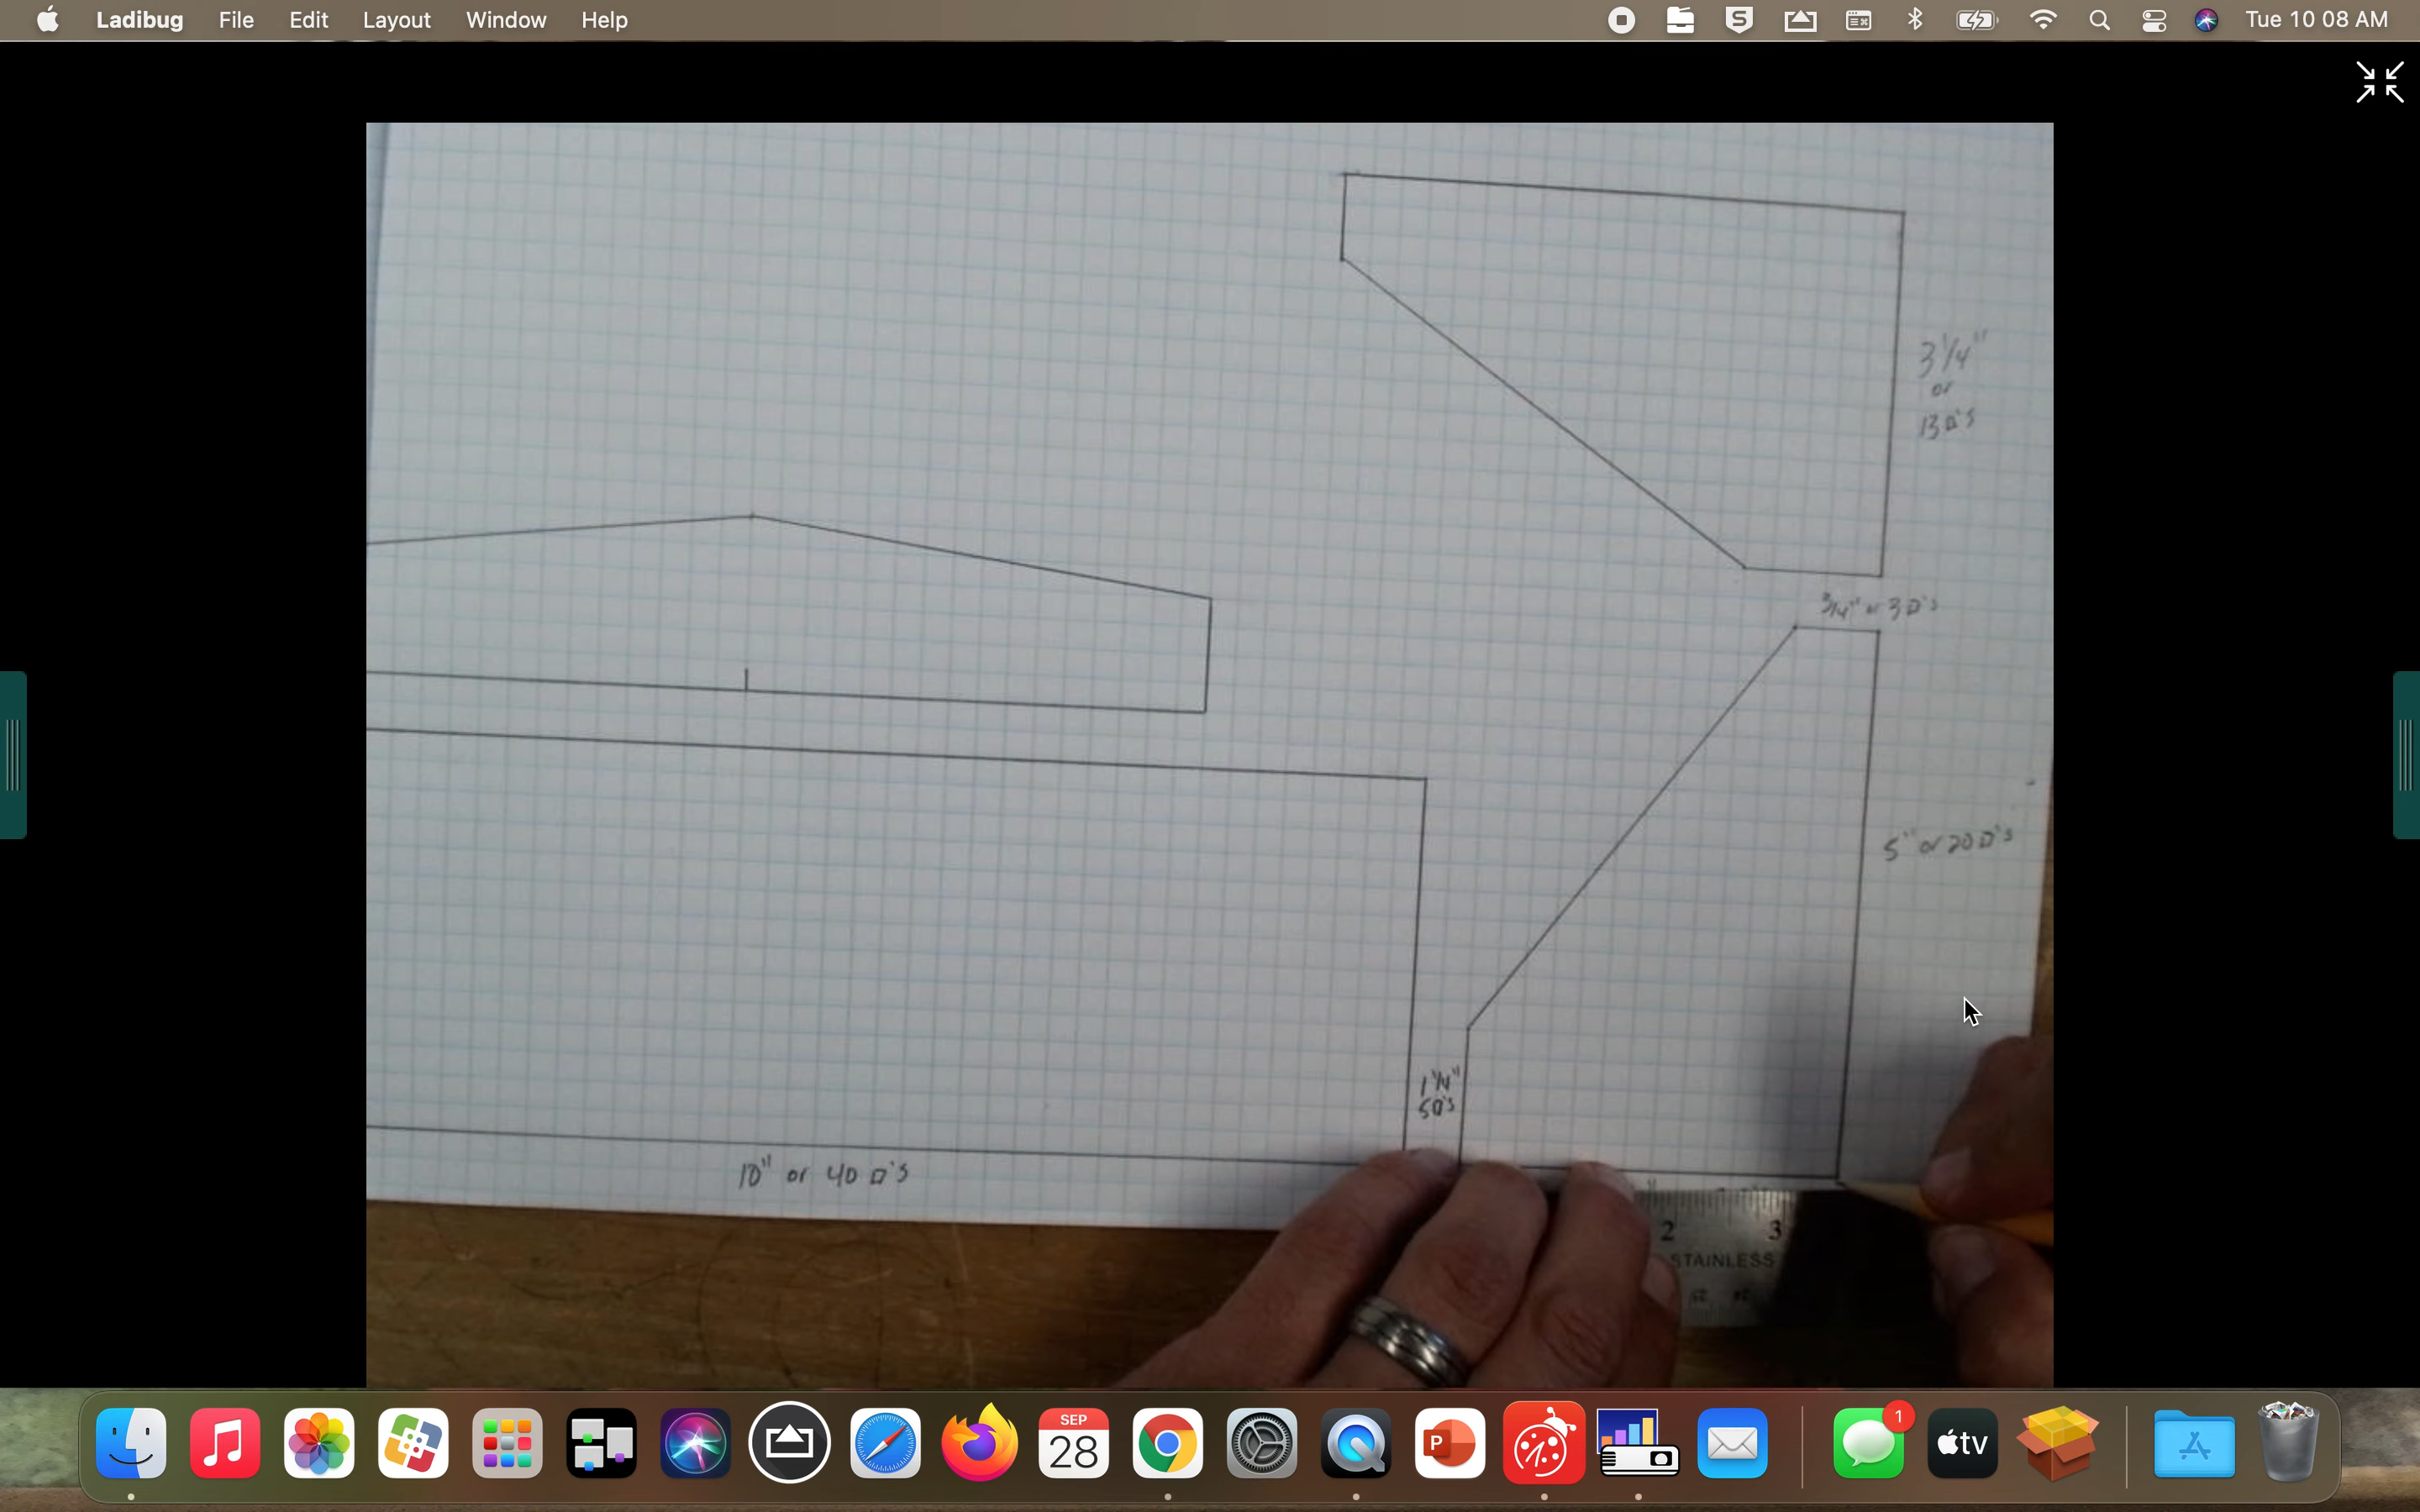 Ladibug File Edit Layout Window Help Tue 10 08 AM
3 1/4"
or
13 □'s
3/4" or 3 □'s
5" or 20 □'s
1 1/4"
5 □'s
10" or 40 □'s
2 3
STAINLESS
SEP
28
P
1
tv